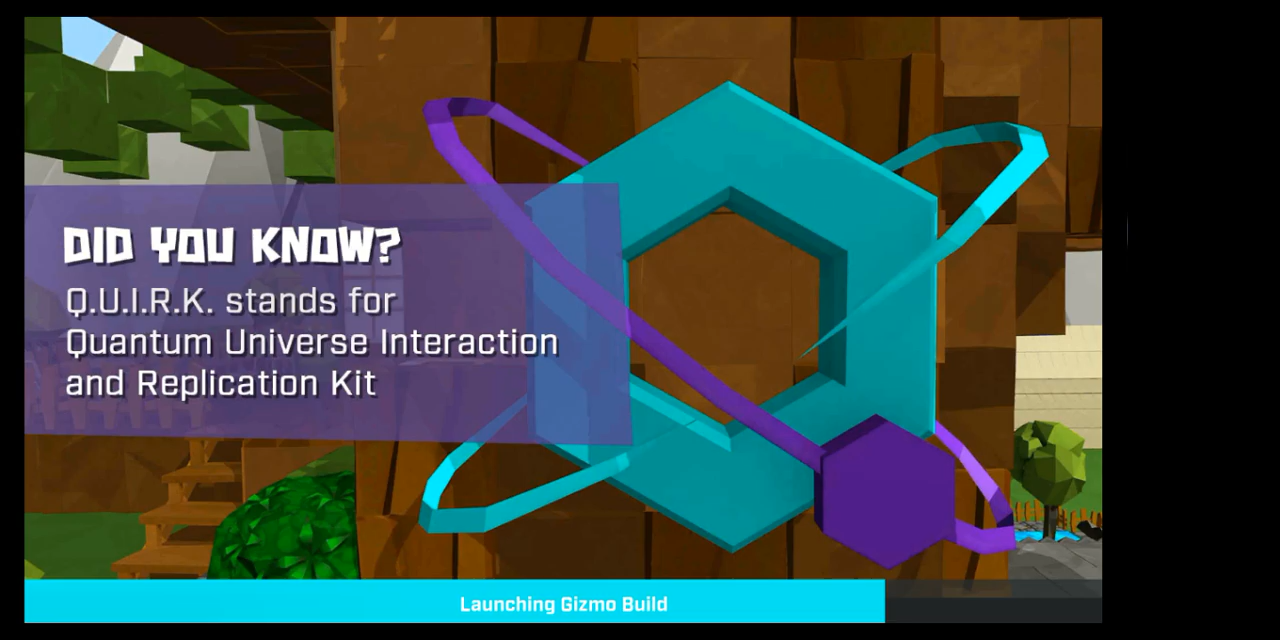 DID YOU KNOW?
Q.U.I.R.K. stands for
Quantum Universe Interaction
and Replication Kit
Launching Gizmo Build